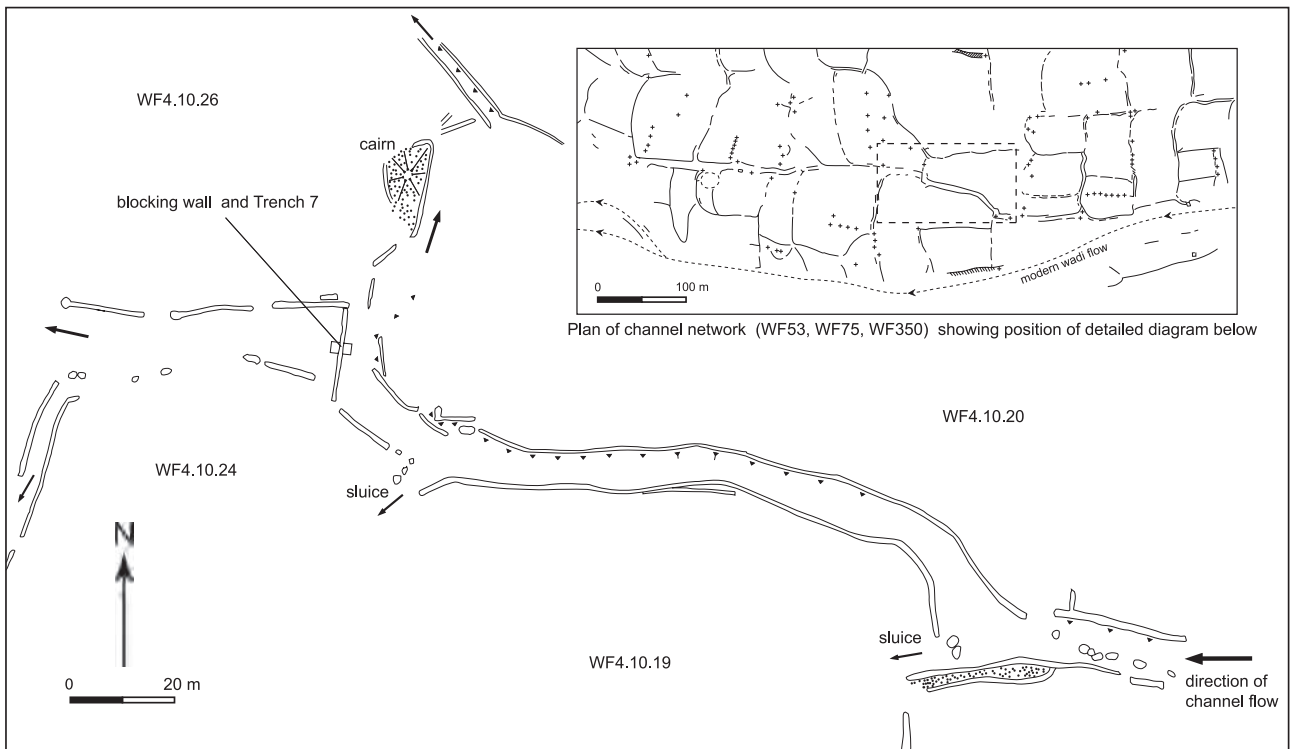 WF4.10.26
cairn
blocking wall and Trench 7
modern wadi flow
0 100 m
Plan of channel network (WF53, WF75, WF350) showing position of detailed diagram below
WF4.10.20
WF4.10.24
sluice
N
0 20 m
WF4.10.19
sluice
direction of
channel flow